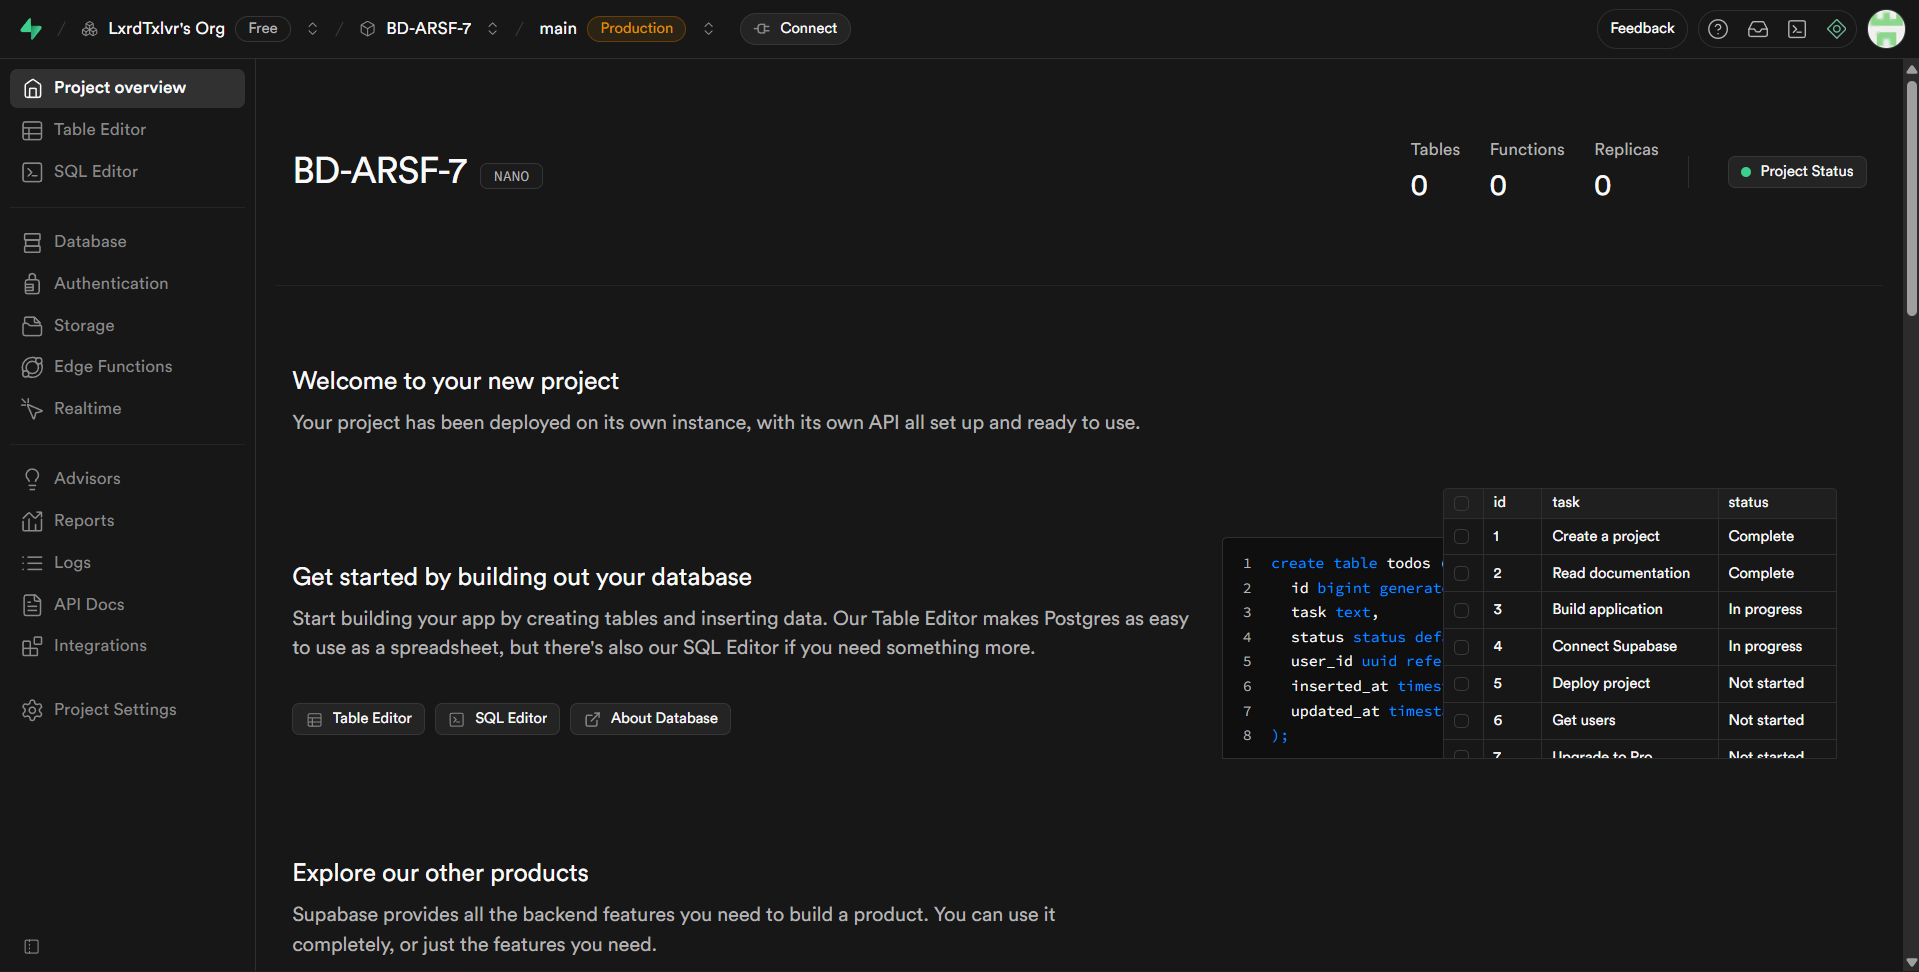 LxrdTxlvr's Org Free BD-ARSF-7 main Production Connect Feedback
Project overview
Table Editor
SQL Editor
Database
Authentication
Storage
Edge Functions
Realtime
Advisors
Reports
Logs
API Docs
Integrations
Project Settings
BD-ARSF-7 NANO
Tables Functions Replicas
0 0 0
Project Status
Welcome to your new project
Your project has been deployed on its own instance, with its own API all set up and ready to use.
Get started by building out your database
Start building your app by creating tables and inserting data. Our Table Editor makes Postgres as easy
to use as a spreadsheet, but there's also our SQL Editor if you need something more.
Table Editor SQL Editor About Database
1 create table todos
2 id bigint generate
3 task text,
4 status status def
5 user_id uuid refe
6 inserted_at times
7 updated_at timest
8 );
id task status
1 Create a project Complete
2 Read documentation Complete
3 Build application In progress
4 Connect Supabase In progress
5 Deploy project Not started
6 Get users Not started
7 Upgrade to Pro Not started
Explore our other products
Supabase provides all the backend features you need to build a product. You can use it
completely, or just the features you need.